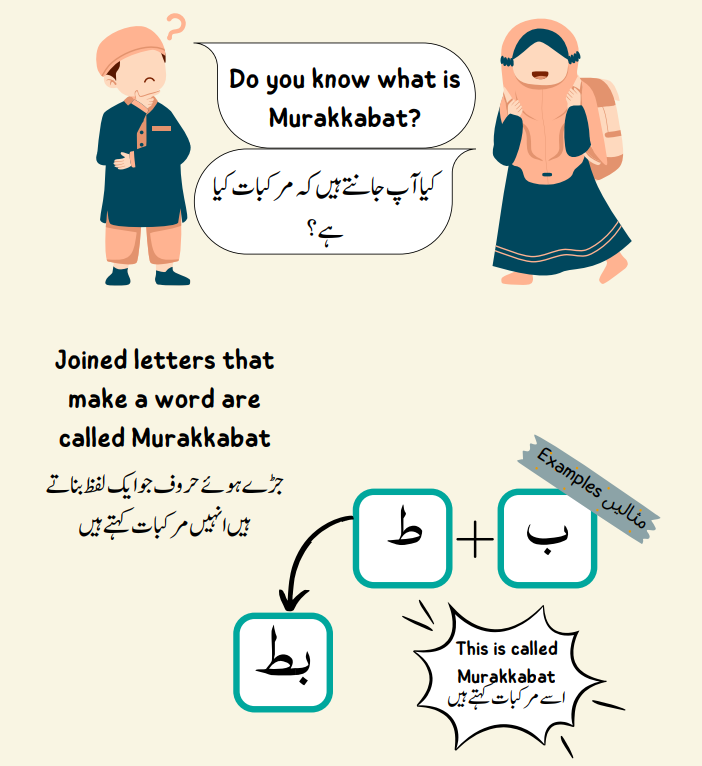 Do you know what is
Murakkabat?
کیا آپ جانتے ہیں کہ مرکبات کیا
ہے؟
Joined letters that
make a word are
called Murakkabat
جڑے ہوئے حروف جو ایک لفظ بناتے
ہیں انہیں مرکبات کہتے ہیں
Examples مثالیں
ط + ب
بط
This is called
Murakkabat
اسے مرکبات کہتے ہیں